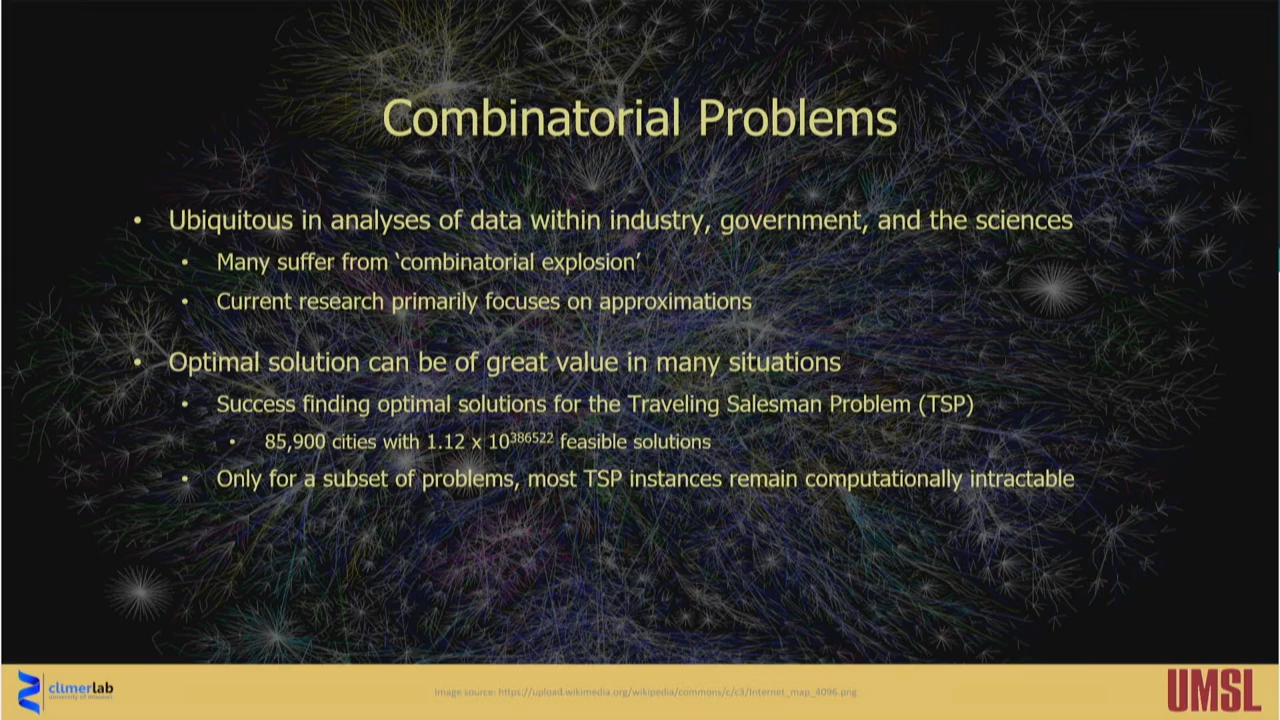 Combinatorial Problems
• Ubiquitous in analyses of data within industry, government, and the sciences
• Many suffer from ‘combinatorial explosion’
• Current research primarily focuses on approximations
• Optimal solution can be of great value in many situations
• Success finding optimal solutions for the Traveling Salesman Problem (TSP)
• 85,900 cities with 1.12 x 10³⁸⁶⁵²² feasible solutions
• Only for a subset of problems, most TSP instances remain computationally intractable
climerlab
university of missouri
Image source: https://upload.wikimedia.org/wikipedia/commons/c/c3/Internet_map_4096.png
UMSL